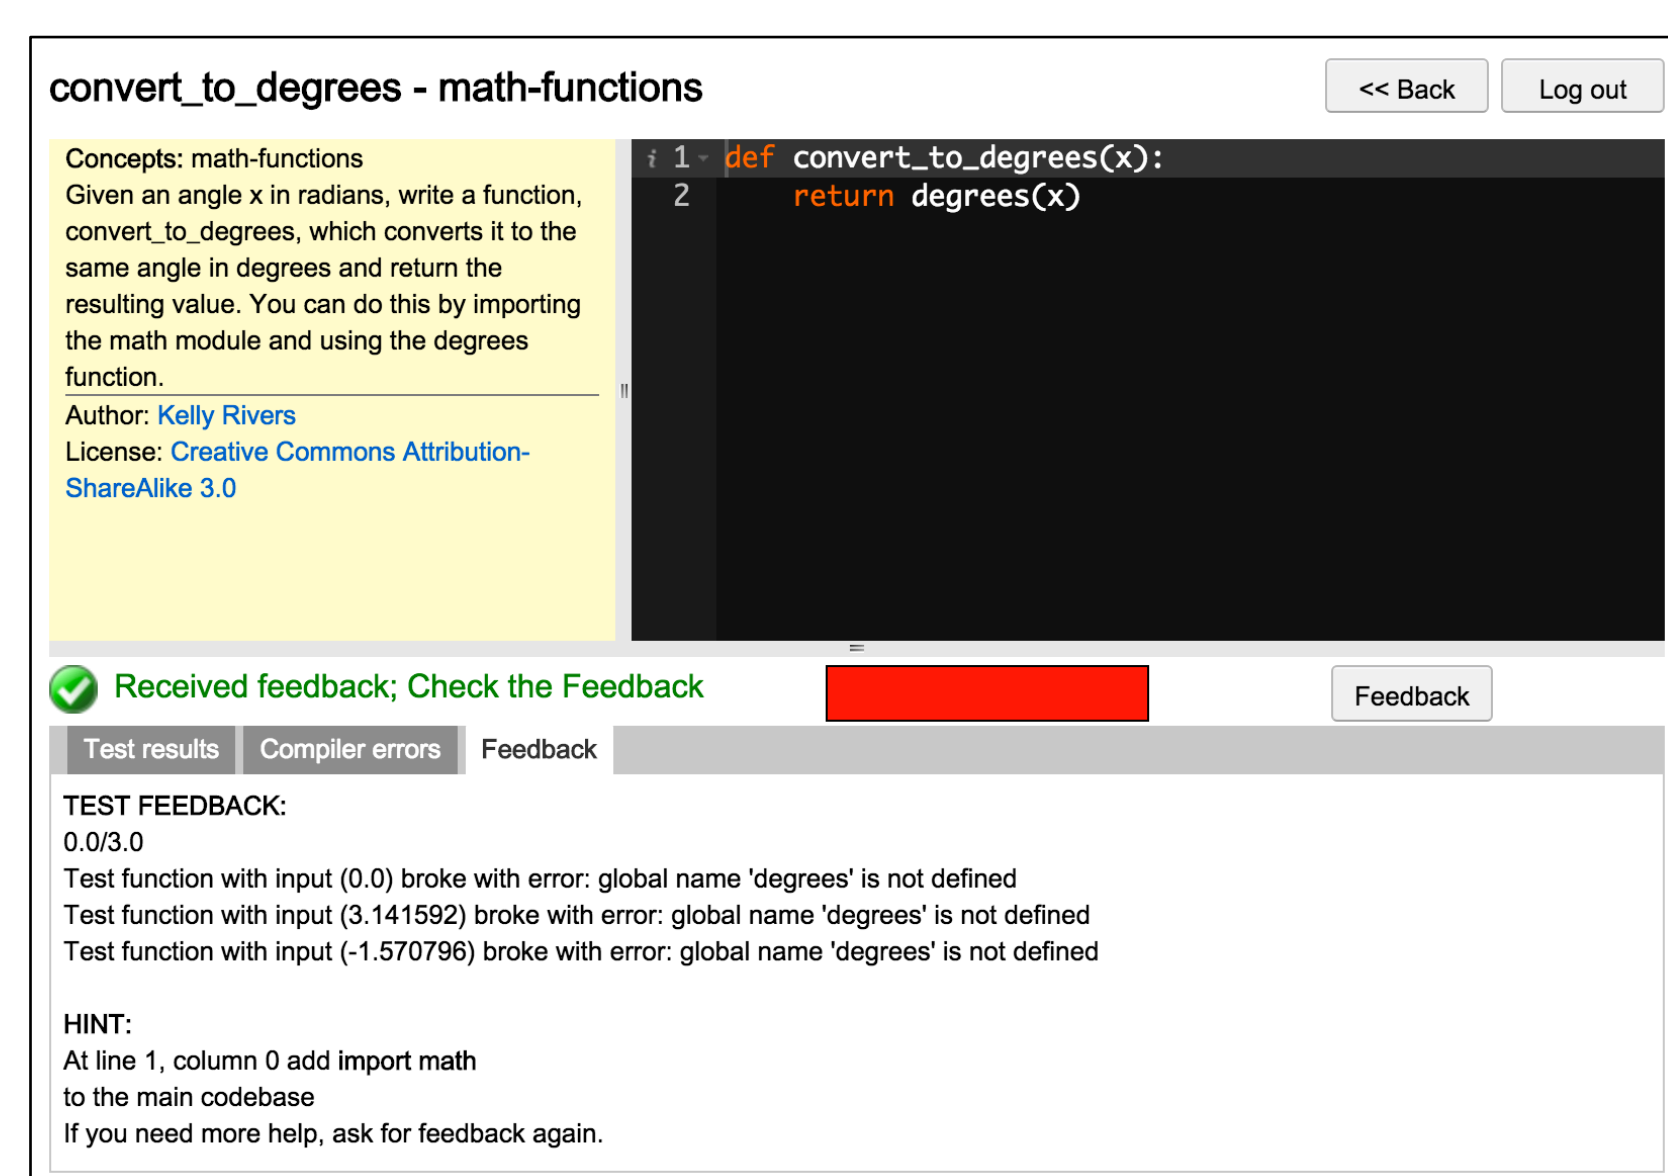 convert_to_degrees - math-functions
<< Back
Log out
Concepts: math-functions
Given an angle x in radians, write a function,
convert_to_degrees, which converts it to the
same angle in degrees and return the
resulting value. You can do this by importing
the math module and using the degrees
function.
Author: Kelly Rivers
License: Creative Commons Attribution-
ShareAlike 3.0
i 1 def convert_to_degrees(x):
2 return degrees(x)
Received feedback; Check the Feedback
Feedback
Test results
Compiler errors
Feedback
TEST FEEDBACK:
0.0/3.0
Test function with input (0.0) broke with error: global name 'degrees' is not defined
Test function with input (3.141592) broke with error: global name 'degrees' is not defined
Test function with input (-1.570796) broke with error: global name 'degrees' is not defined
HINT:
At line 1, column 0 add import math
to the main codebase
If you need more help, ask for feedback again.